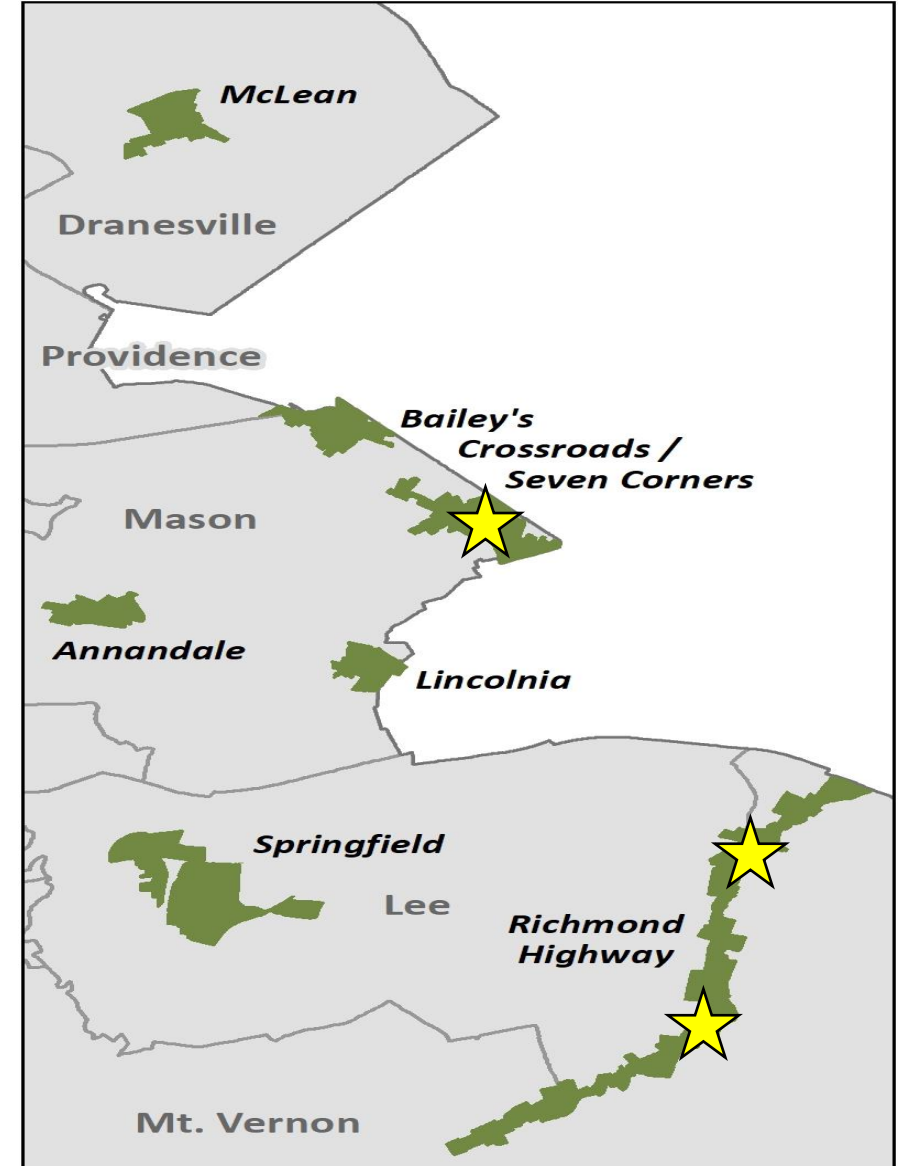 McLean
Dranesville
Providence
Bailey's
Crossroads /
Seven Corners
Mason
Annandale
Lincolnia
Springfield
Lee
Richmond
Highway
Mt. Vernon